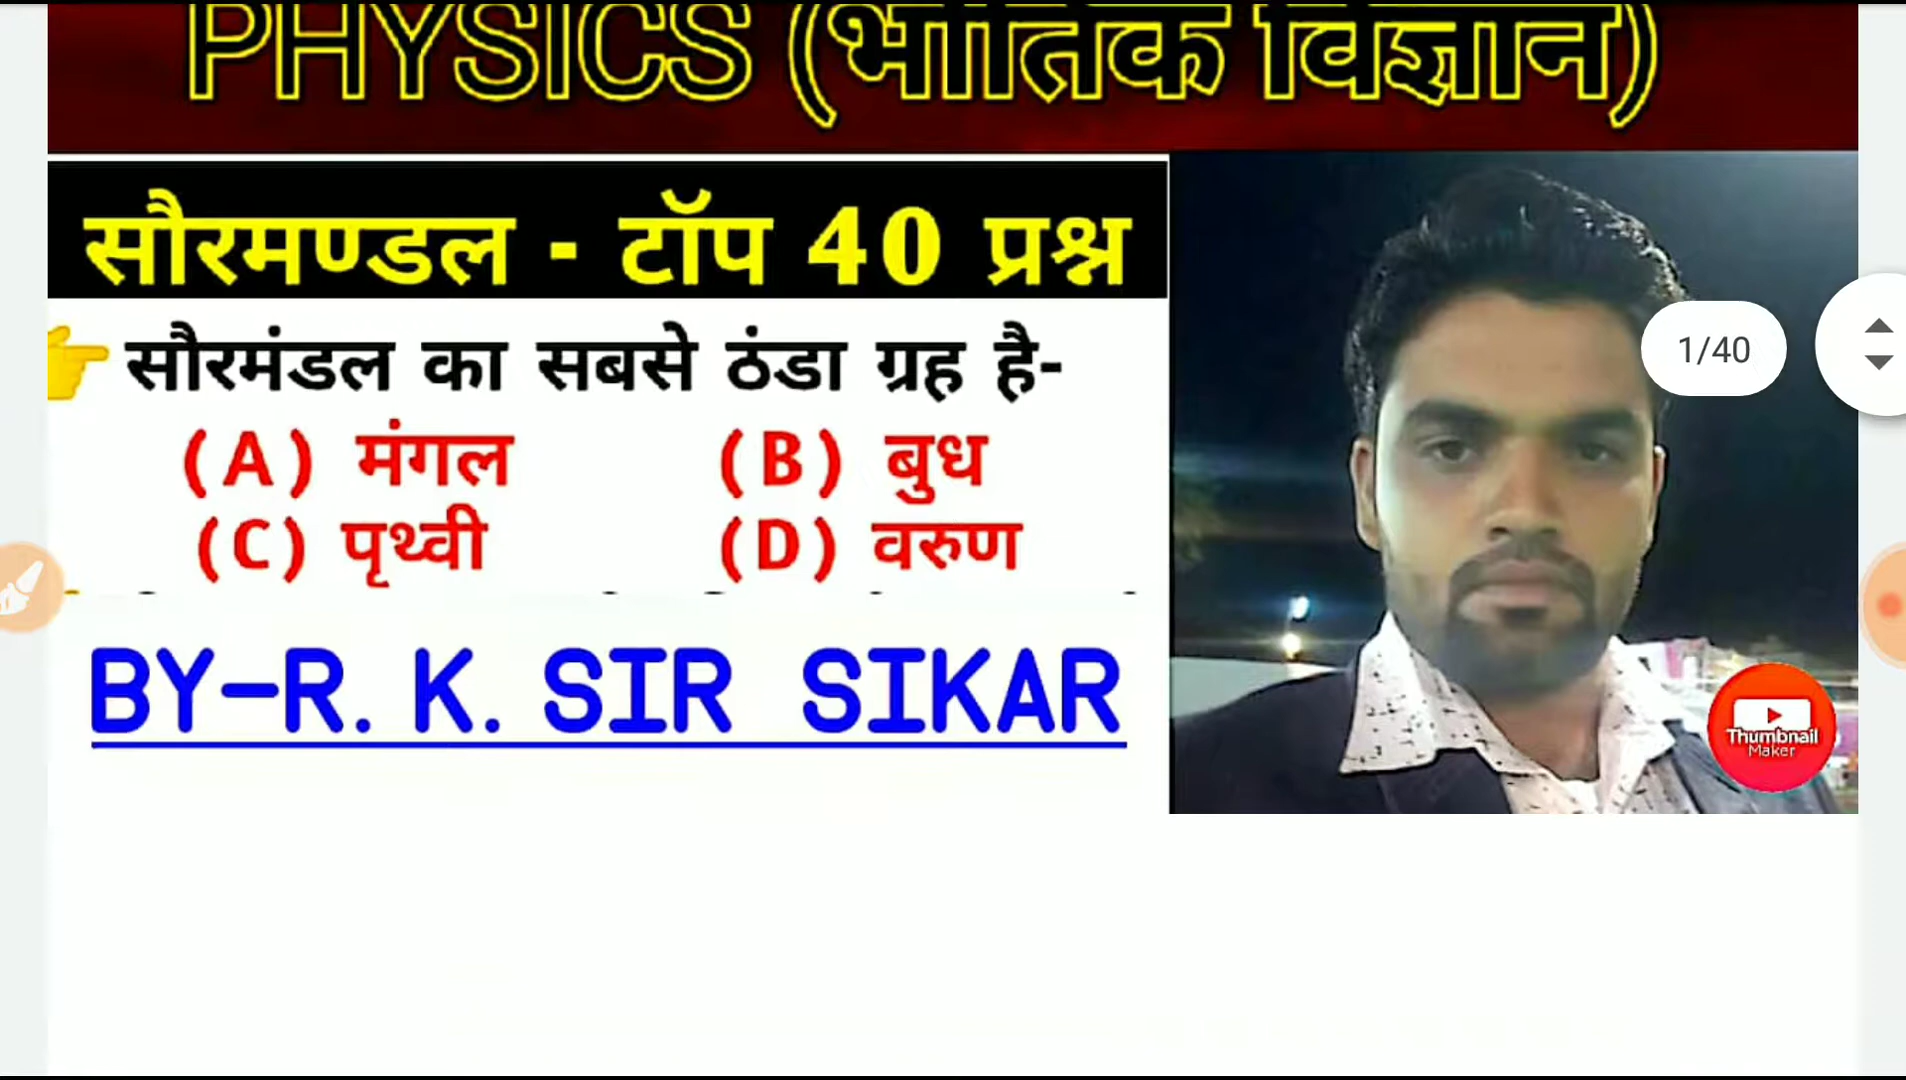 PHYSICS (भौतिक विज्ञान)
सौरमण्डल - टॉप 40 प्रश्न
👉 सौरमंडल का सबसे ठंडा ग्रह है-
(A) मंगल (B) बुध
(C) पृथ्वी (D) वरुण
BY-R. K. SIR SIKAR
1/40
Thumbnail
Maker